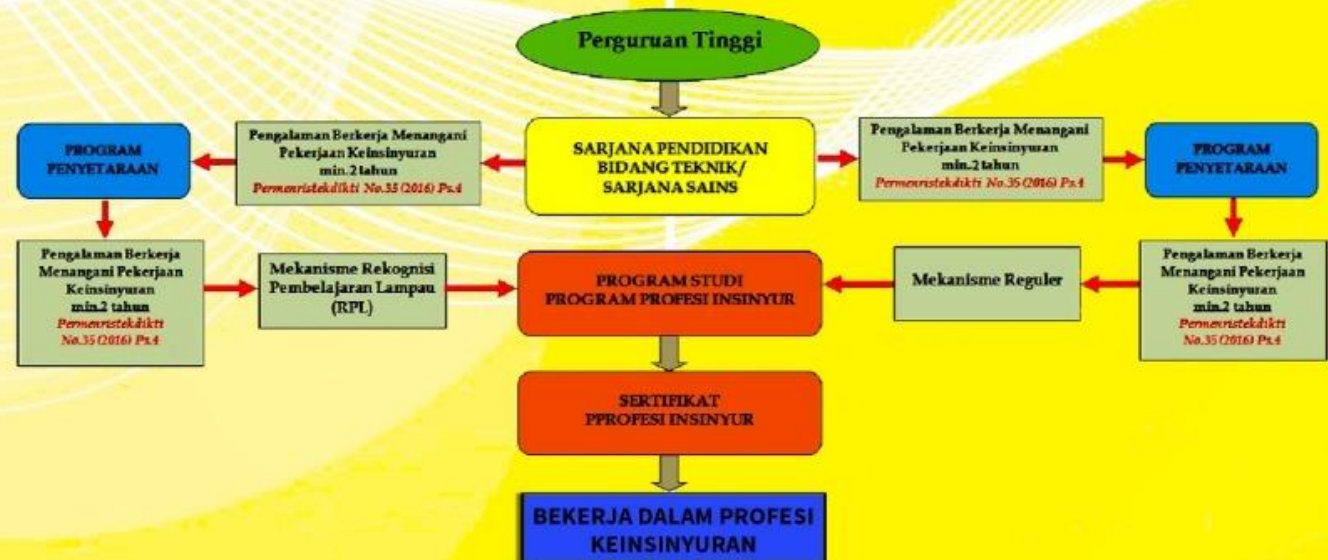 Perguruan Tinggi
PROGRAM
PENYETARAAN
Pengalaman Berkerja Menangani
Pekerjaan Keinsinyuran
min.2 tahun
Permenristekdikti No.35 (2016) Ps.4
SARJANA PENDIDIKAN
BIDANG TEKNIK/
SARJANA SAINS
Pengalaman Berkerja Menangani
Pekerjaan Keinsinyuran
min.2 tahun
Permenristekdikti No.35 (2016) Ps.4
PROGRAM
PENYETARAAN
Pengalaman Berkerja
Menangani Pekerjaan
Keinsinyuran
min.2 tahun
Permenristekdikti
No.35 (2016) Ps.4
Mekanisme Rekognisi
Pembelajaran Lampau
(RPL)
PROGRAM STUDI
PROGRAM PROFESI INSINYUR
Mekanisme Reguler
Pengalaman Berkerja
Menangani Pekerjaan
Keinsinyuran
min.2 tahun
Permenristekdikti
No.35 (2016) Ps.4
SERTIFIKAT
PPROFESI INSINYUR
BEKERJA DALAM PROFESI
KEINSINYURAN